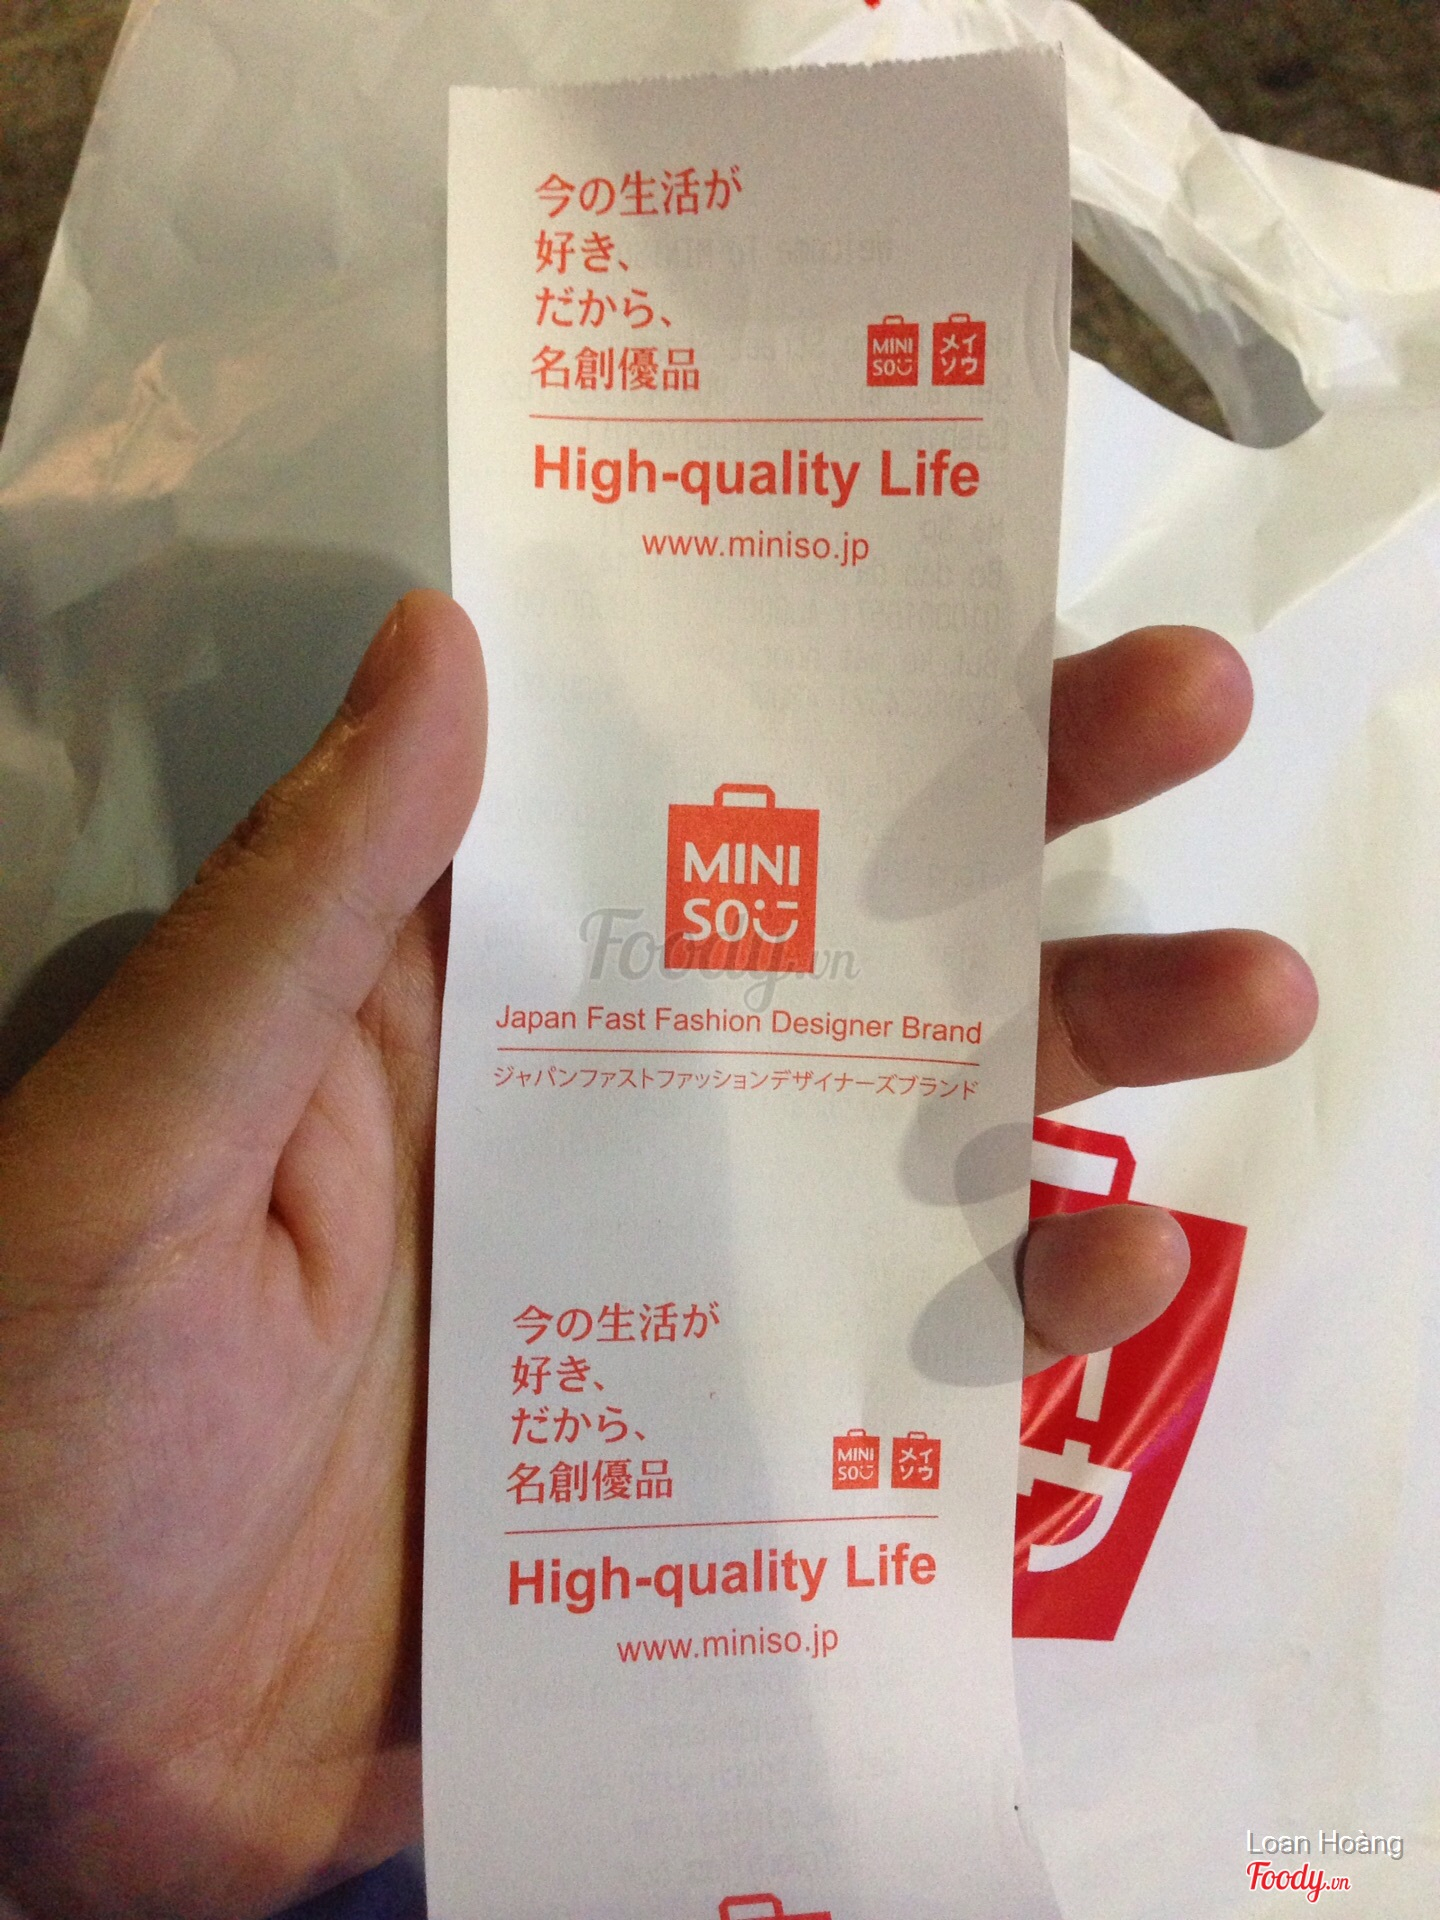 今の生活が
好き、
だから、
名創優品
MINI
SO
メイ
ソウ
High-quality Life
www.miniso.jp
MINI
SO
Foody.vn
Japan Fast Fashion Designer Brand
ジャパンファストファッションデザイナーズブランド
今の生活が
好き、
だから、
名創優品
MINI
SO
メイ
ソウ
High-quality Life
www.miniso.jp
ウ
Loan Hoàng
Foody.vn